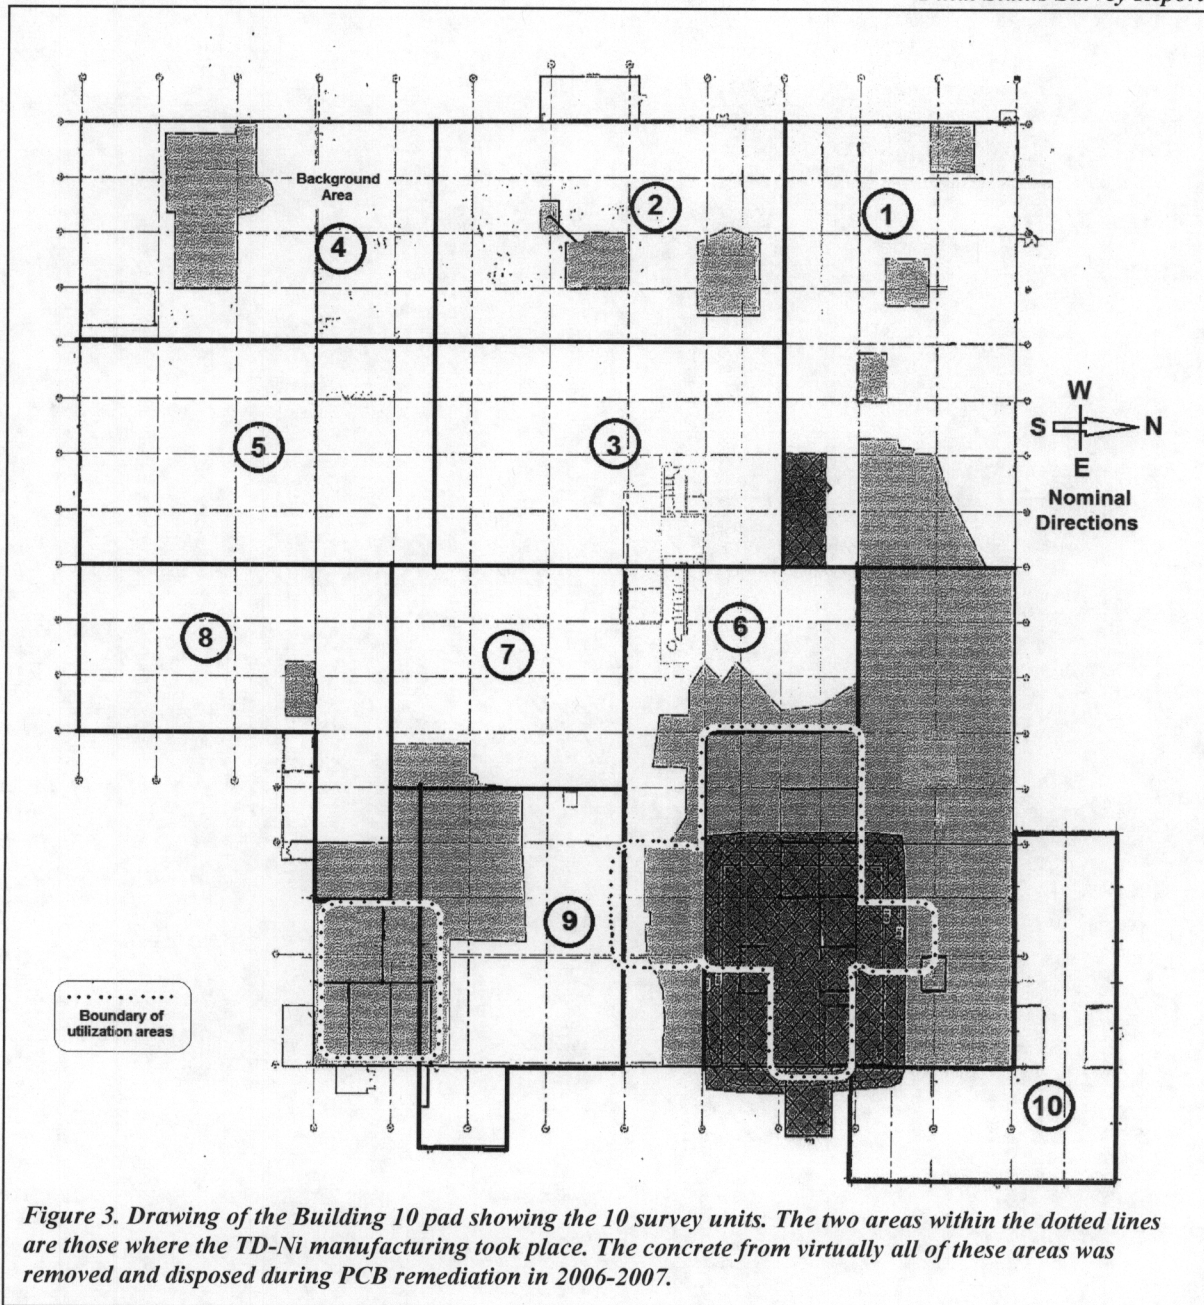 Background
Area
2
1
4
W
S N
E
Nominal
Directions
5
3
8
7
6
9
Boundary of
utilization areas
10
Figure 3. Drawing of the Building 10 pad showing the 10 survey units. The two areas within the dotted lines
are those where the TD-Ni manufacturing took place. The concrete from virtually all of these areas was
removed and disposed during PCB remediation in 2006-2007.